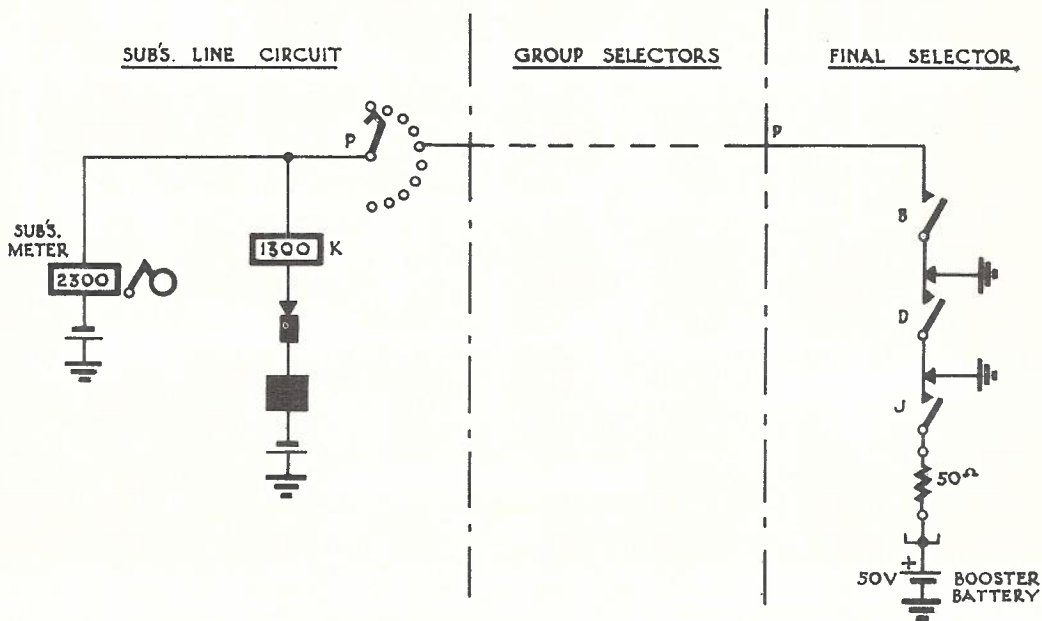 SUB'S. LINE CIRCUIT
GROUP SELECTORS
FINAL SELECTOR.
P
P
B
SUB'S.
METER
2300
1300 K
D
J
50Ω
+
50V BOOSTER
BATTERY